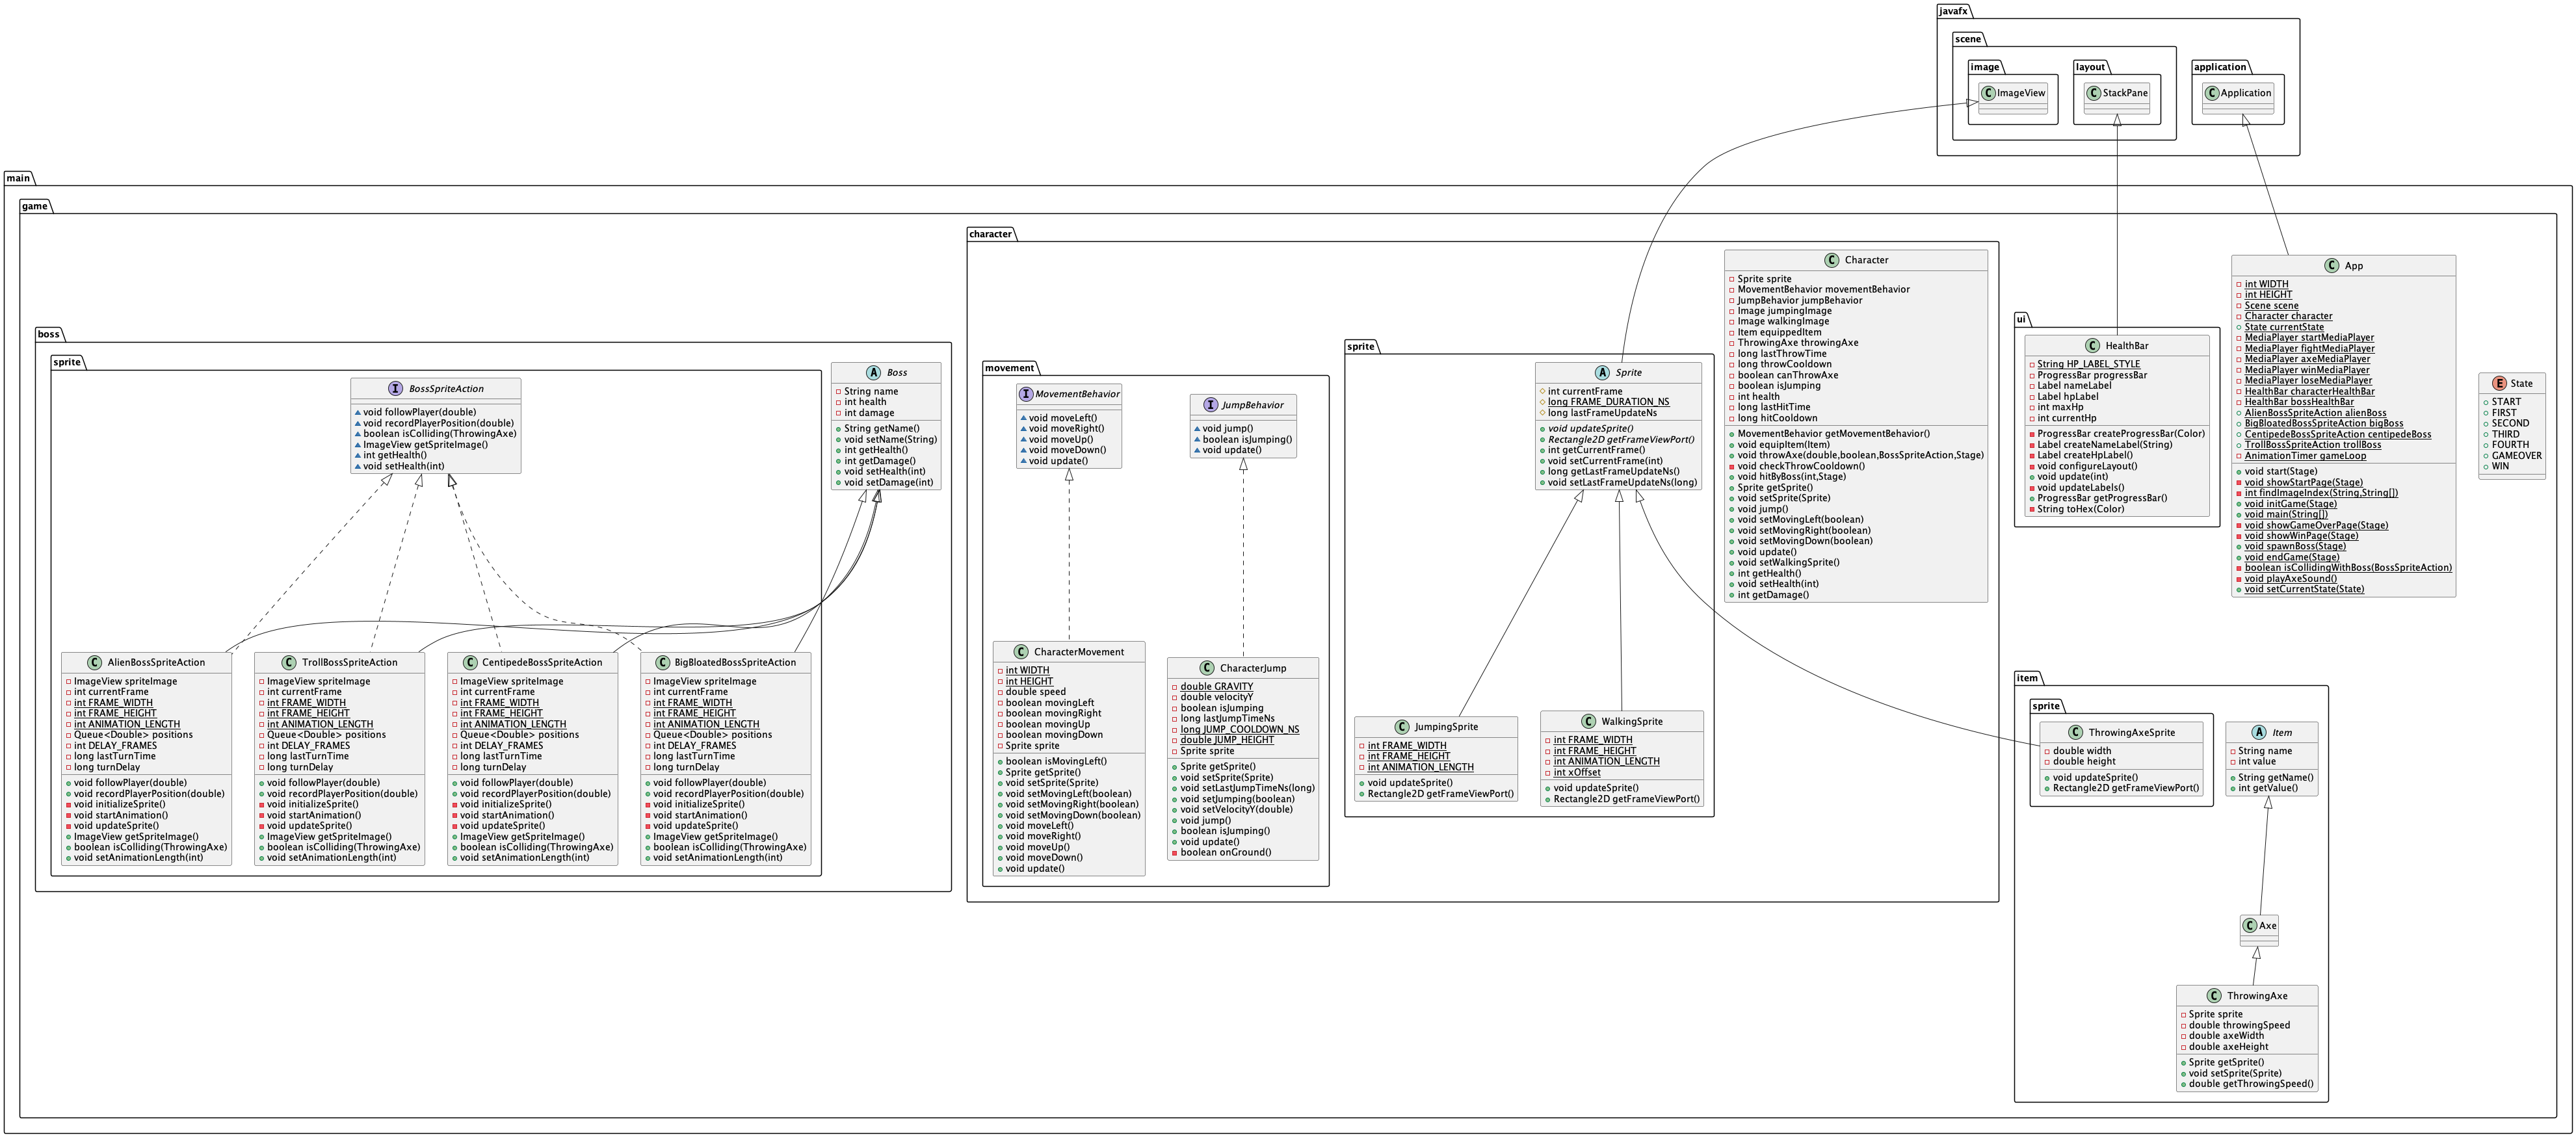 javafx
scene
image
C ImageView
layout
C StackPane
application
C Application
main
game
boss
sprite
I BossSpriteAction
void followPlayer(double)
void recordPlayerPosition(double)
boolean isColliding(ThrowingAxe)
ImageView getSpriteImage()
int getHealth()
void setHealth(int)
A Boss
String name
int health
int damage
String getName()
void setName(String)
int getHealth()
int getDamage()
void setHealth(int)
void setDamage(int)
C AlienBossSpriteAction
ImageView spriteImage
int currentFrame
int FRAME_WIDTH
int FRAME_HEIGHT
int ANIMATION_LENGTH
Queue<Double> positions
int DELAY_FRAMES
long lastTurnTime
long turnDelay
void followPlayer(double)
void recordPlayerPosition(double)
void initializeSprite()
void startAnimation()
void updateSprite()
ImageView getSpriteImage()
boolean isColliding(ThrowingAxe)
void setAnimationLength(int)
C TrollBossSpriteAction
ImageView spriteImage
int currentFrame
int FRAME_WIDTH
int FRAME_HEIGHT
int ANIMATION_LENGTH
Queue<Double> positions
int DELAY_FRAMES
long lastTurnTime
long turnDelay
void followPlayer(double)
void recordPlayerPosition(double)
void initializeSprite()
void startAnimation()
void updateSprite()
ImageView getSpriteImage()
boolean isColliding(ThrowingAxe)
void setAnimationLength(int)
C CentipedeBossSpriteAction
ImageView spriteImage
int currentFrame
int FRAME_WIDTH
int FRAME_HEIGHT
int ANIMATION_LENGTH
Queue<Double> positions
int DELAY_FRAMES
long lastTurnTime
long turnDelay
void followPlayer(double)
void recordPlayerPosition(double)
void initializeSprite()
void startAnimation()
void updateSprite()
ImageView getSpriteImage()
boolean isColliding(ThrowingAxe)
void setAnimationLength(int)
C BigBloatedBossSpriteAction
ImageView spriteImage
int currentFrame
int FRAME_WIDTH
int FRAME_HEIGHT
int ANIMATION_LENGTH
Queue<Double> positions
int DELAY_FRAMES
long lastTurnTime
long turnDelay
void followPlayer(double)
void recordPlayerPosition(double)
void initializeSprite()
void startAnimation()
void updateSprite()
ImageView getSpriteImage()
boolean isColliding(ThrowingAxe)
void setAnimationLength(int)
character
movement
I MovementBehavior
void moveLeft()
void moveRight()
void moveUp()
void moveDown()
void update()
I JumpBehavior
void jump()
boolean isJumping()
void update()
C CharacterMovement
int WIDTH
int HEIGHT
double speed
boolean movingLeft
boolean movingRight
boolean movingUp
boolean movingDown
Sprite sprite
boolean isMovingLeft()
Sprite getSprite()
void setSprite(Sprite)
void setMovingLeft(boolean)
void setMovingRight(boolean)
void setMovingDown(boolean)
void moveLeft()
void moveRight()
void moveUp()
void moveDown()
void update()
C CharacterJump
double GRAVITY
double velocityY
boolean isJumping
long lastJumpTimeNs
long JUMP_COOLDOWN_NS
double JUMP_HEIGHT
Sprite sprite
Sprite getSprite()
void setSprite(Sprite)
void setLastJumpTimeNs(long)
void setJumping(boolean)
void setVelocityY(double)
void jump()
boolean isJumping()
void update()
boolean onGround()
sprite
A Sprite
int currentFrame
long FRAME_DURATION_NS
long lastFrameUpdateNs
void updateSprite()
Rectangle2D getFrameViewPort()
int getCurrentFrame()
void setCurrentFrame(int)
long getLastFrameUpdateNs()
void setLastFrameUpdateNs(long)
C JumpingSprite
int FRAME_WIDTH
int FRAME_HEIGHT
int ANIMATION_LENGTH
void updateSprite()
Rectangle2D getFrameViewPort()
C WalkingSprite
int FRAME_WIDTH
int FRAME_HEIGHT
int ANIMATION_LENGTH
int xOffset
void updateSprite()
Rectangle2D getFrameViewPort()
C Character
Sprite sprite
MovementBehavior movementBehavior
JumpBehavior jumpBehavior
Image jumpingImage
Image walkingImage
Item equippedItem
ThrowingAxe throwingAxe
long lastThrowTime
long throwCooldown
boolean canThrowAxe
boolean isJumping
int health
long lastHitTime
long hitCooldown
MovementBehavior getMovementBehavior()
void equipItem(Item)
void throwAxe(double,boolean,BossSpriteAction,Stage)
void checkThrowCooldown()
void hitByBoss(int,Stage)
Sprite getSprite()
void setSprite(Sprite)
void jump()
void setMovingLeft(boolean)
void setMovingRight(boolean)
void setMovingDown(boolean)
void update()
void setWalkingSprite()
int getHealth()
void setHealth(int)
int getDamage()
ui
C HealthBar
String HP_LABEL_STYLE
ProgressBar progressBar
Label nameLabel
Label hpLabel
int maxHp
int currentHp
ProgressBar createProgressBar(Color)
Label createNameLabel(String)
Label createHpLabel()
void configureLayout()
void update(int)
void updateLabels()
ProgressBar getProgressBar()
String toHex(Color)
C App
int WIDTH
int HEIGHT
Scene scene
Character character
State currentState
MediaPlayer startMediaPlayer
MediaPlayer fightMediaPlayer
MediaPlayer axeMediaPlayer
MediaPlayer winMediaPlayer
MediaPlayer loseMediaPlayer
HealthBar characterHealthBar
HealthBar bossHealthBar
AlienBossSpriteAction alienBoss
BigBloatedBossSpriteAction bigBoss
CentipedeBossSpriteAction centipedeBoss
TrollBossSpriteAction trollBoss
AnimationTimer gameLoop
void start(Stage)
void showStartPage(Stage)
int findImageIndex(String,String[])
void initGame(Stage)
void main(String[])
void showGameOverPage(Stage)
void showWinPage(Stage)
void spawnBoss(Stage)
void endGame(Stage)
boolean isCollidingWithBoss(BossSpriteAction)
void playAxeSound()
void setCurrentState(State)
E State
START
FIRST
SECOND
THIRD
FOURTH
GAMEOVER
WIN
item
sprite
C ThrowingAxeSprite
double width
double height
void updateSprite()
Rectangle2D getFrameViewPort()
A Item
String name
int value
String getName()
int getValue()
C Axe
C ThrowingAxe
Sprite sprite
double throwingSpeed
double axeWidth
double axeHeight
Sprite getSprite()
void setSprite(Sprite)
double getThrowingSpeed()